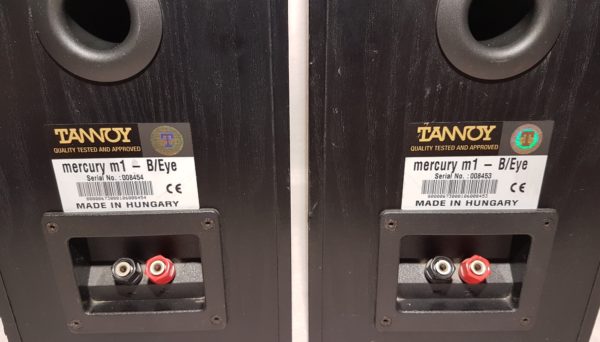 TANNOY
QUALITY TESTED AND APPROVED
mercury m1 - B/Eye
Serial No. :008454
CE
MADE IN HUNGARY
TANNOY
QUALITY TESTED AND APPROVED
mercury m1 - B/Eye
Serial No. :008453
CE
MADE IN HUNGARY